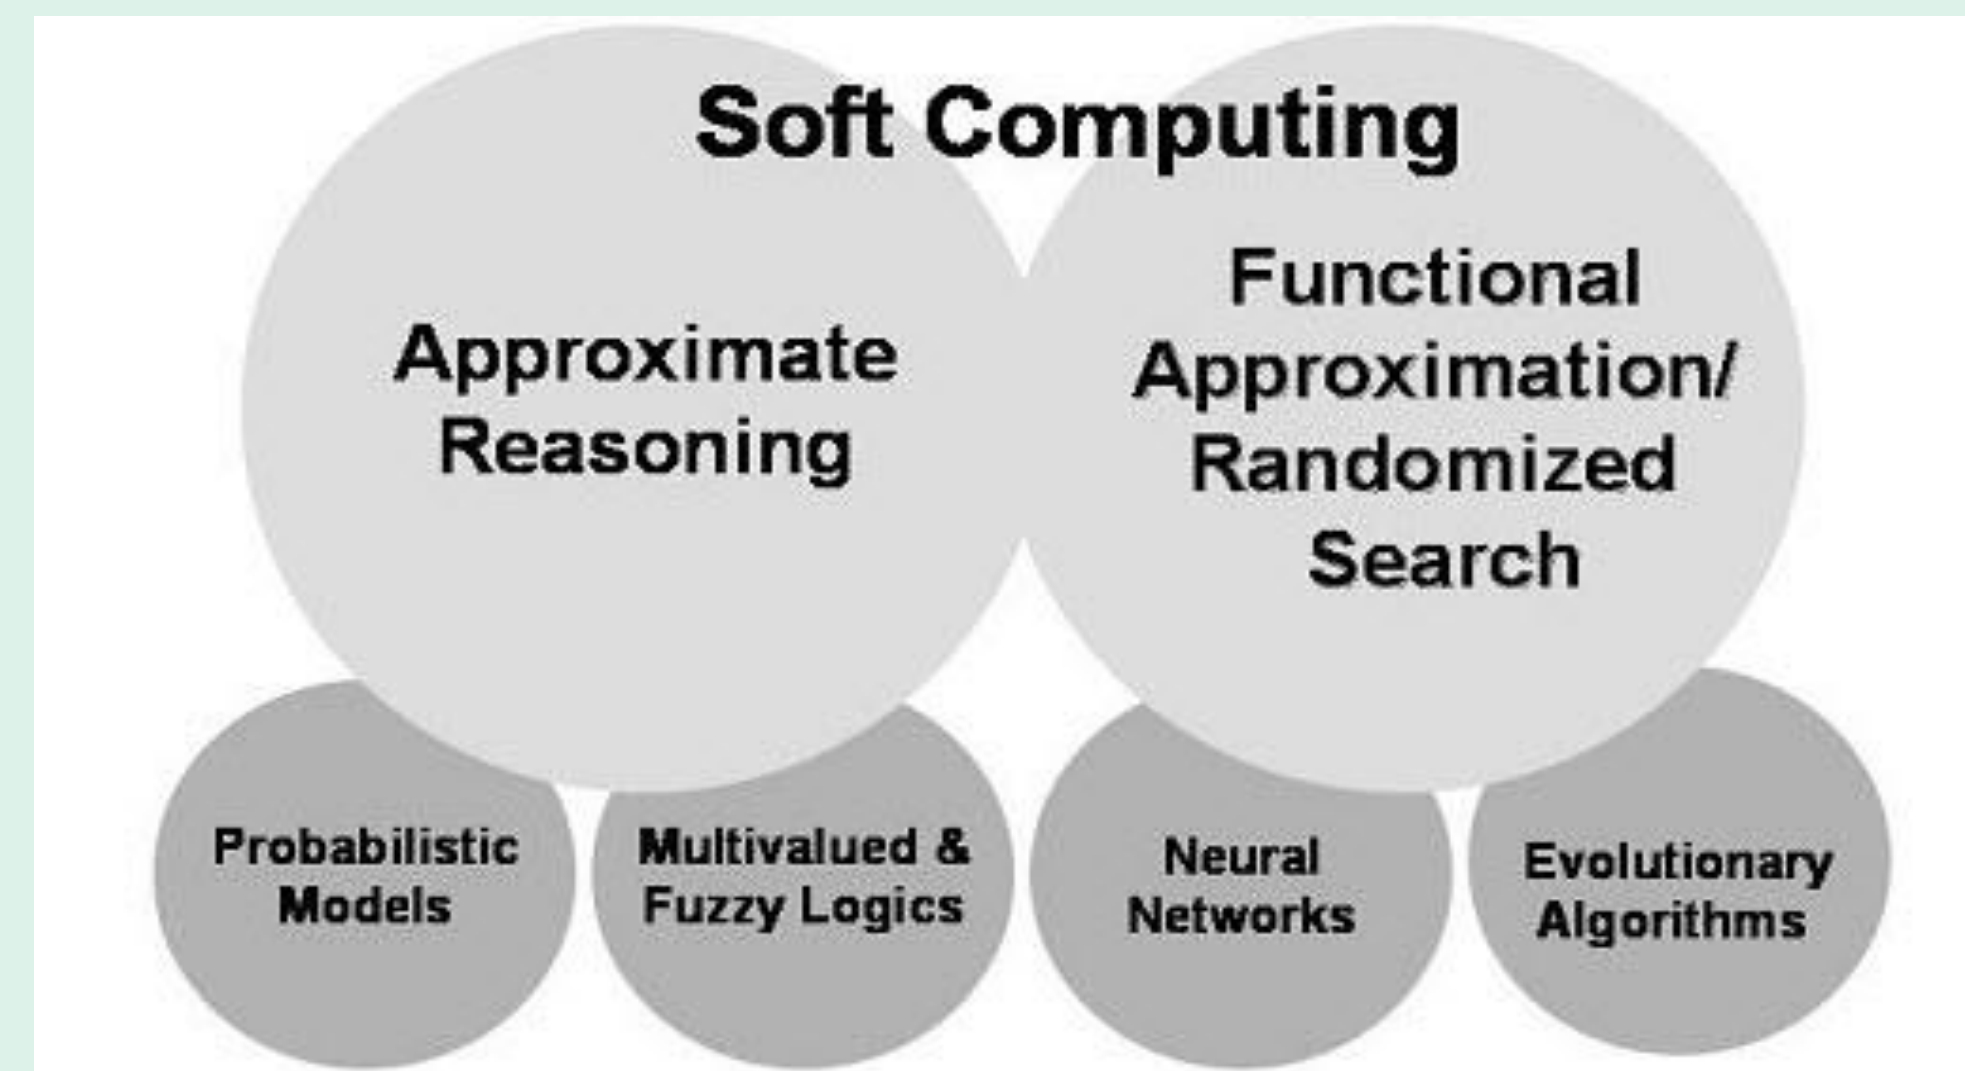 Soft Computing
Approximate
Reasoning
Functional
Approximation/
Randomized
Search
Probabilistic
Models
Multivalued &
Fuzzy Logics
Neural
Networks
Evolutionary
Algorithms